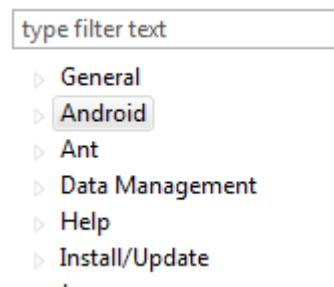 type filter text
General
Android
Ant
Data Management
Help
Install/Update